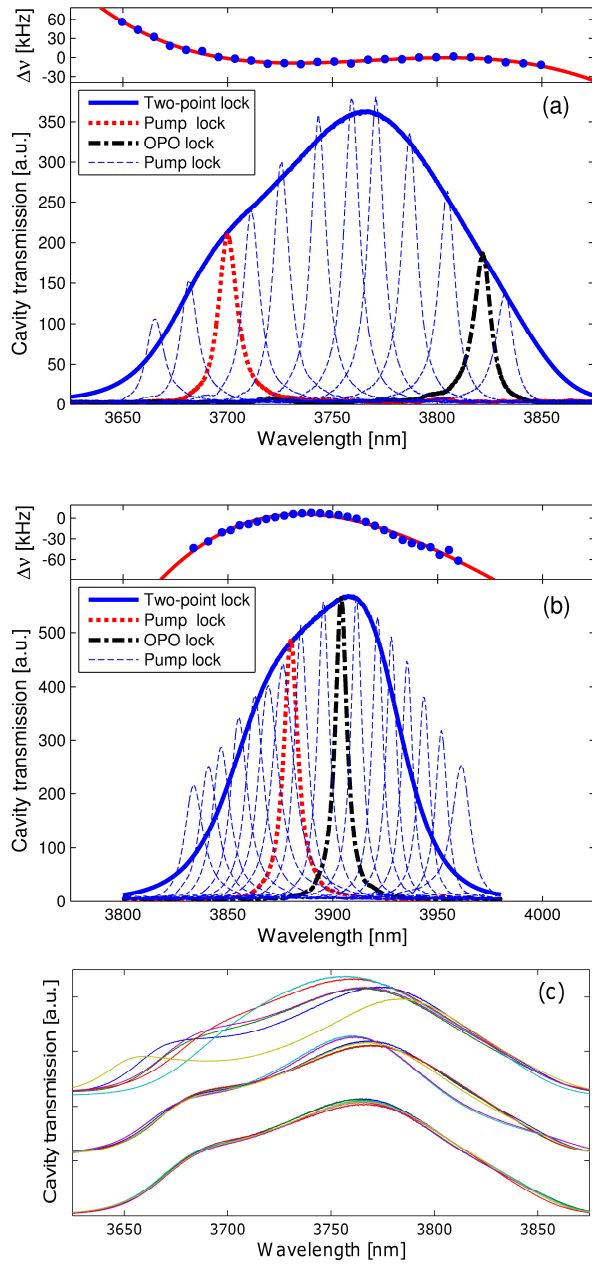 60
30
0
-30
Δν [kHz]
(a)
Two-point lock
Pump lock
OPO lock
Pump lock
350
300
250
200
150
100
50
0
Cavity transmission [a.u.]
3650 3700 3750 3800 3850
Wavelength [nm]
0
-30
-60
Δν [kHz]
(b)
Two-point lock
Pump lock
OPO lock
Pump lock
500
400
300
200
100
0
Cavity transmission [a.u.]
3800 3850 3900 3950 4000
Wavelength [nm]
(c)
Cavity transmission [a.u.]
3650 3700 3750 3800 3850
Wavelength [nm]